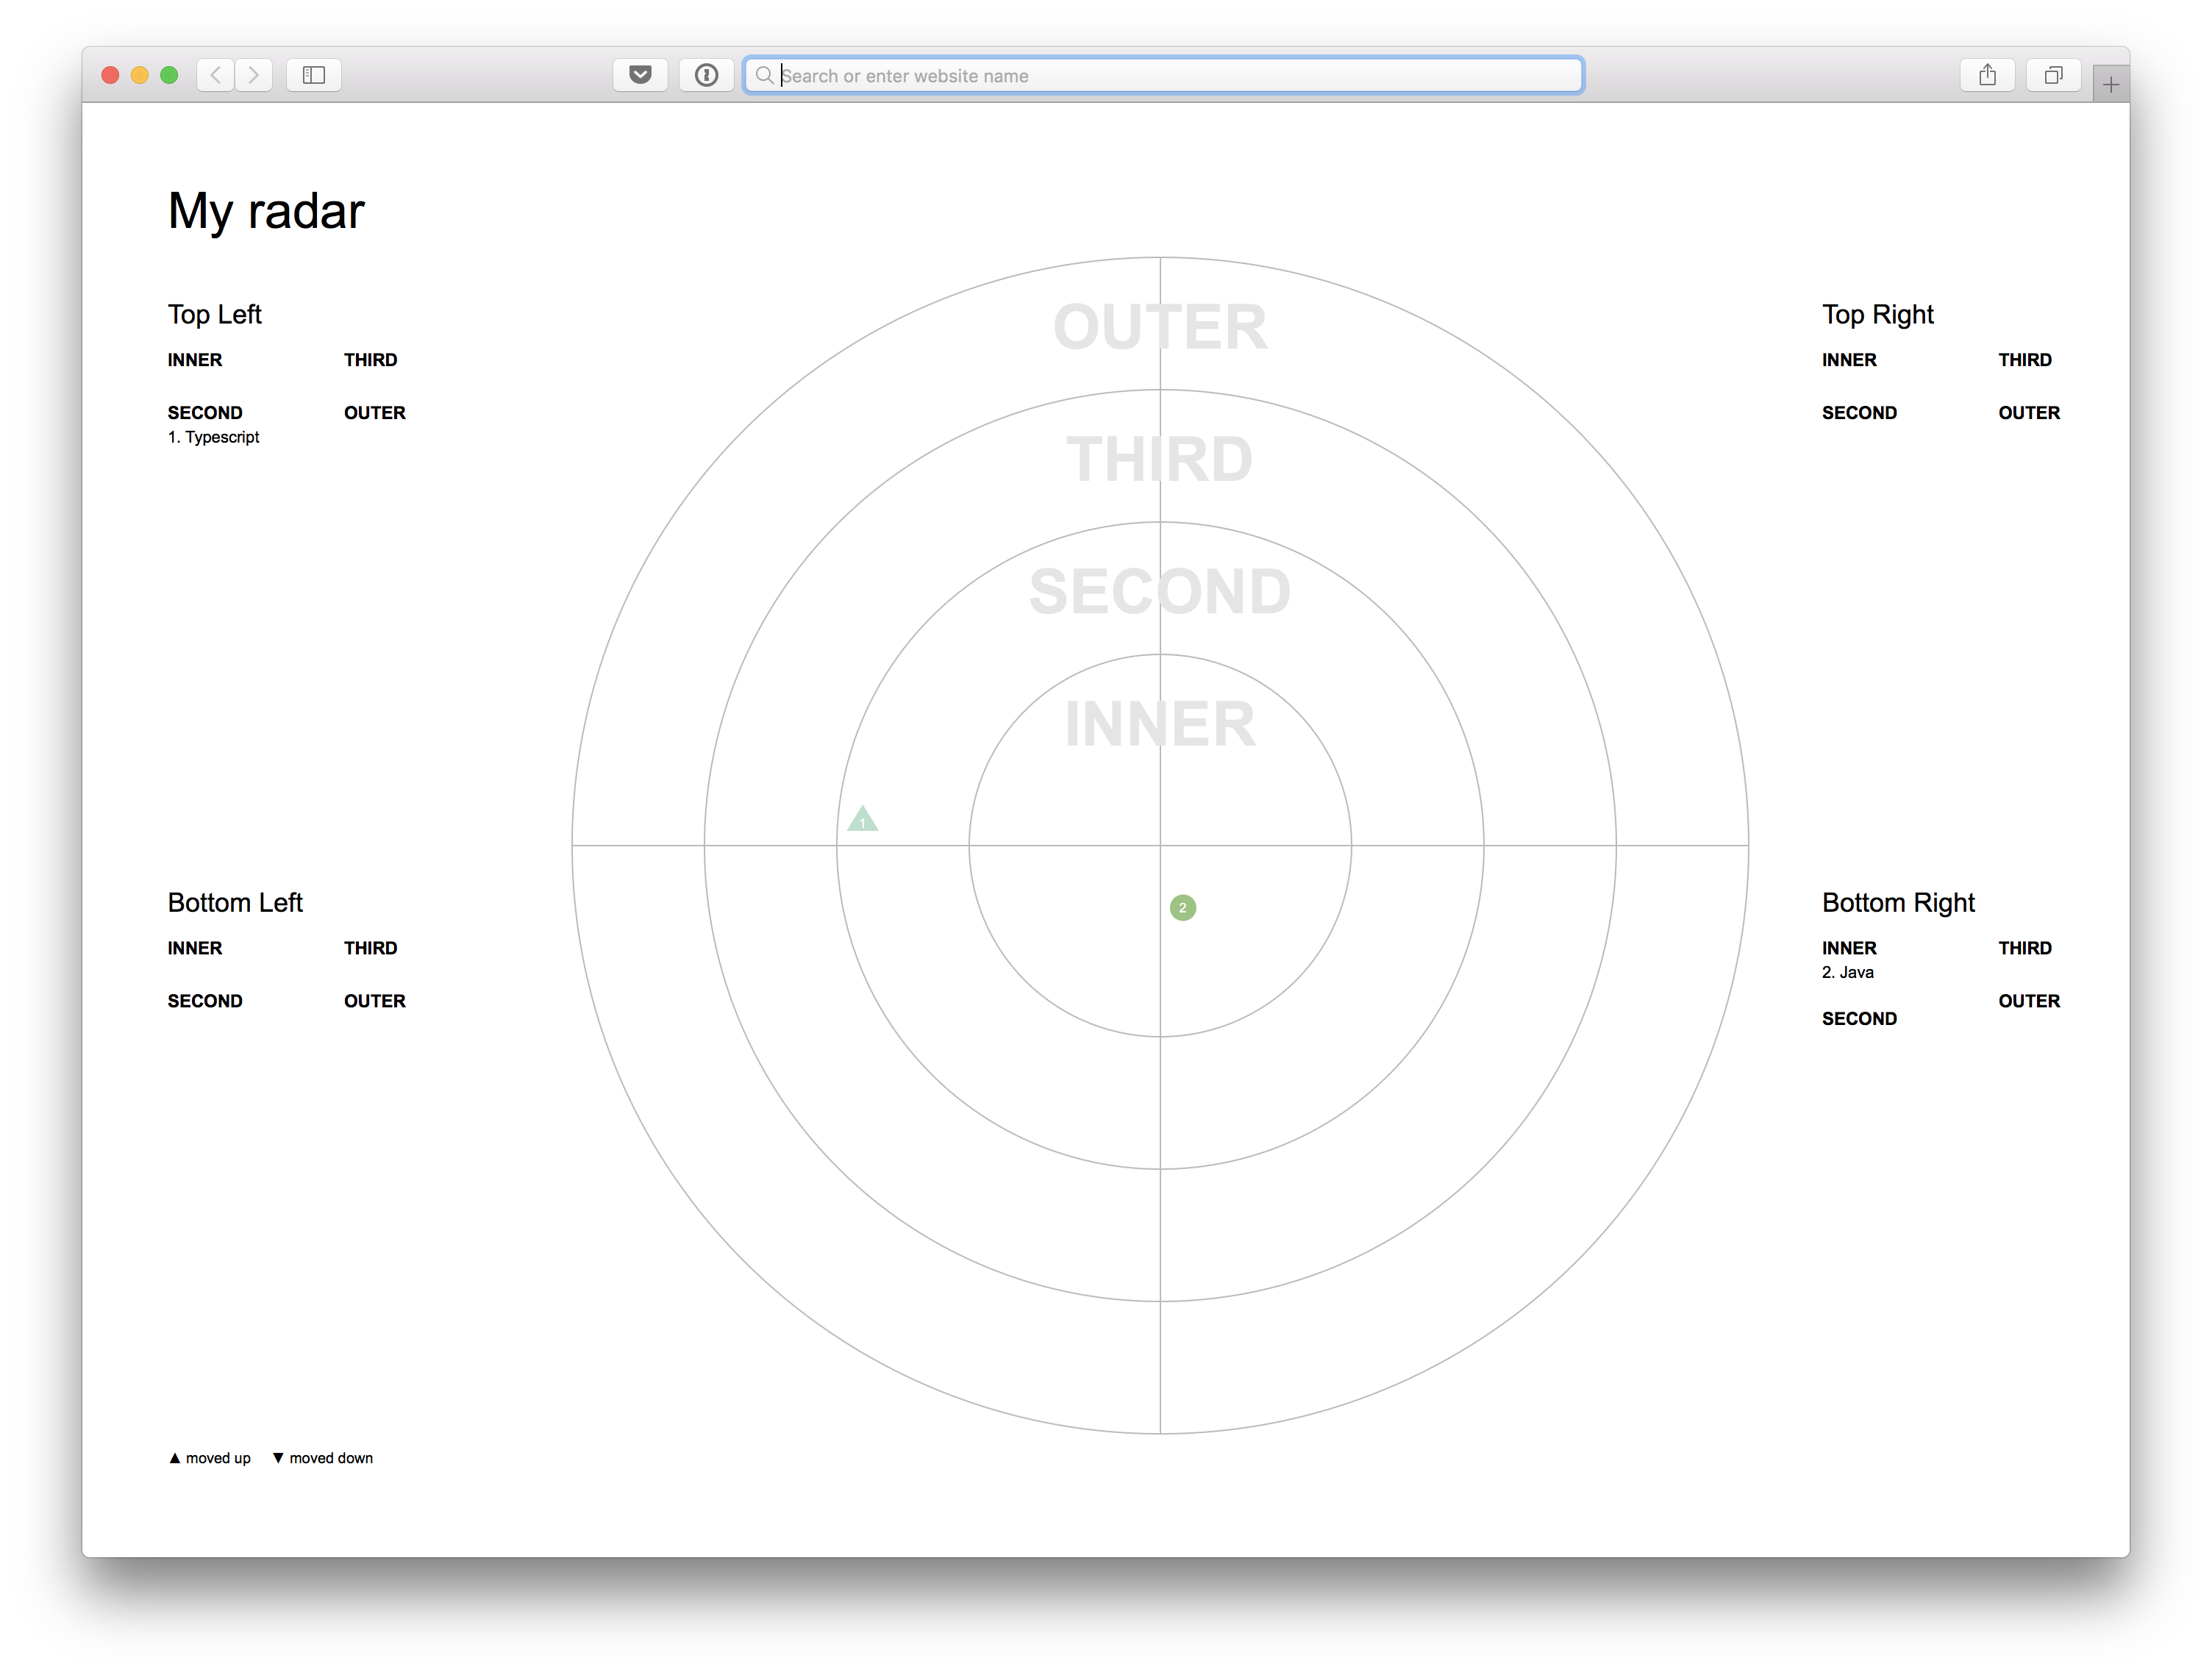 Search or enter website name
My radar
Top Left
INNER THIRD
SECOND OUTER
1. Typescript
OUTER
THIRD
SECOND
INNER
1
2
Top Right
INNER THIRD
SECOND OUTER
Bottom Left
INNER THIRD
SECOND OUTER
Bottom Right
INNER THIRD
2. Java
OUTER
SECOND
▲ moved up ▼ moved down